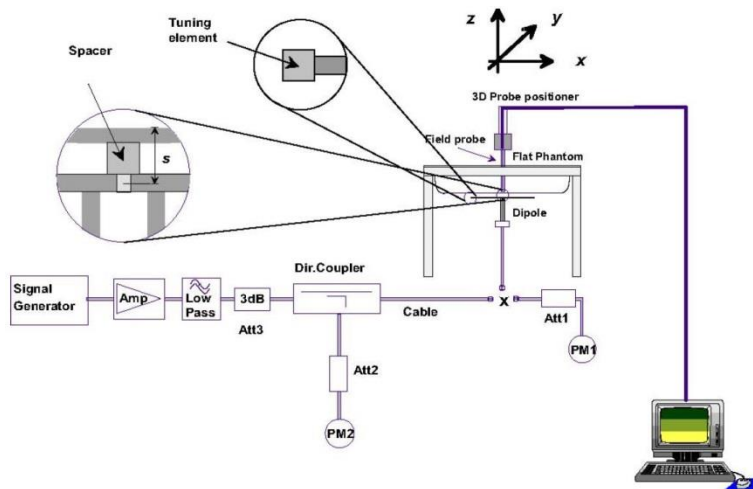 Tuning
element
Spacer
s
z
y
x
3D Probe positioner
Field probe
Flat Phantom
Dipole
Signal
Generator
Amp
Low
Pass
3dB
Att3
Dir.Coupler
Cable
x
Att1
PM1
Att2
PM2